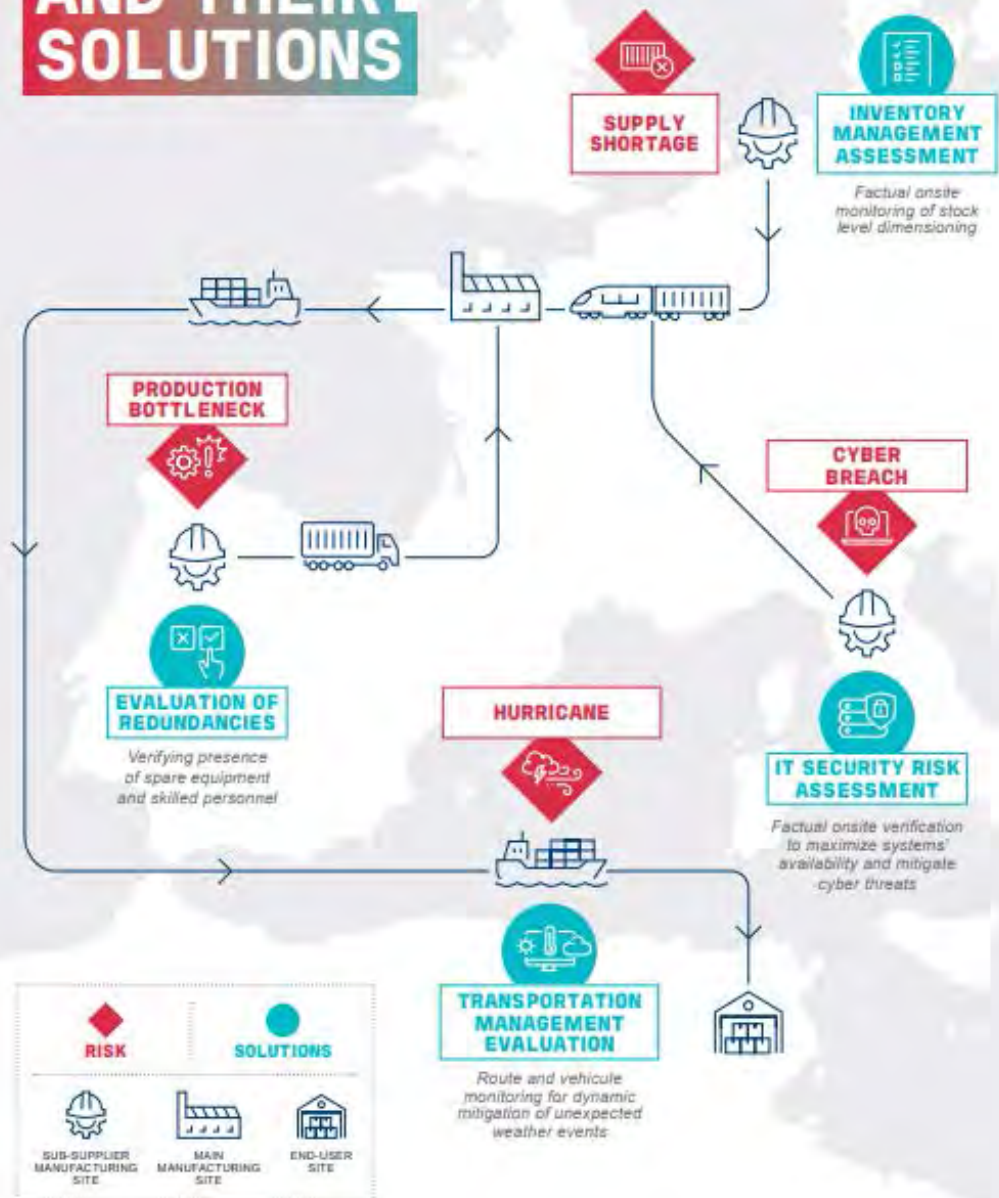 AND THEIR
SOLUTIONS
SUPPLY
SHORTAGE
INVENTORY
MANAGEMENT
ASSESSMENT
Factual onsite
monitoring of stock
level dimensioning
PRODUCTION
BOTTLENECK
CYBER
BREACH
EVALUATION OF
REDUNDANCIES
Verifying presence
of spare equipment
and skilled personnel
HURRICANE
IT SECURITY RISK
ASSESSMENT
Factual onsite verification
to maximize systems'
availability and mitigate
cyber threats
TRANSPORTATION
MANAGEMENT
EVALUATION
Route and vehicule
monitoring for dynamic
mitigation of unexpected
weather events
RISK
SOLUTIONS
SUB-SUPPLIER
MANUFACTURING
SITE
MAIN
MANUFACTURING
SITE
END-USER
SITE